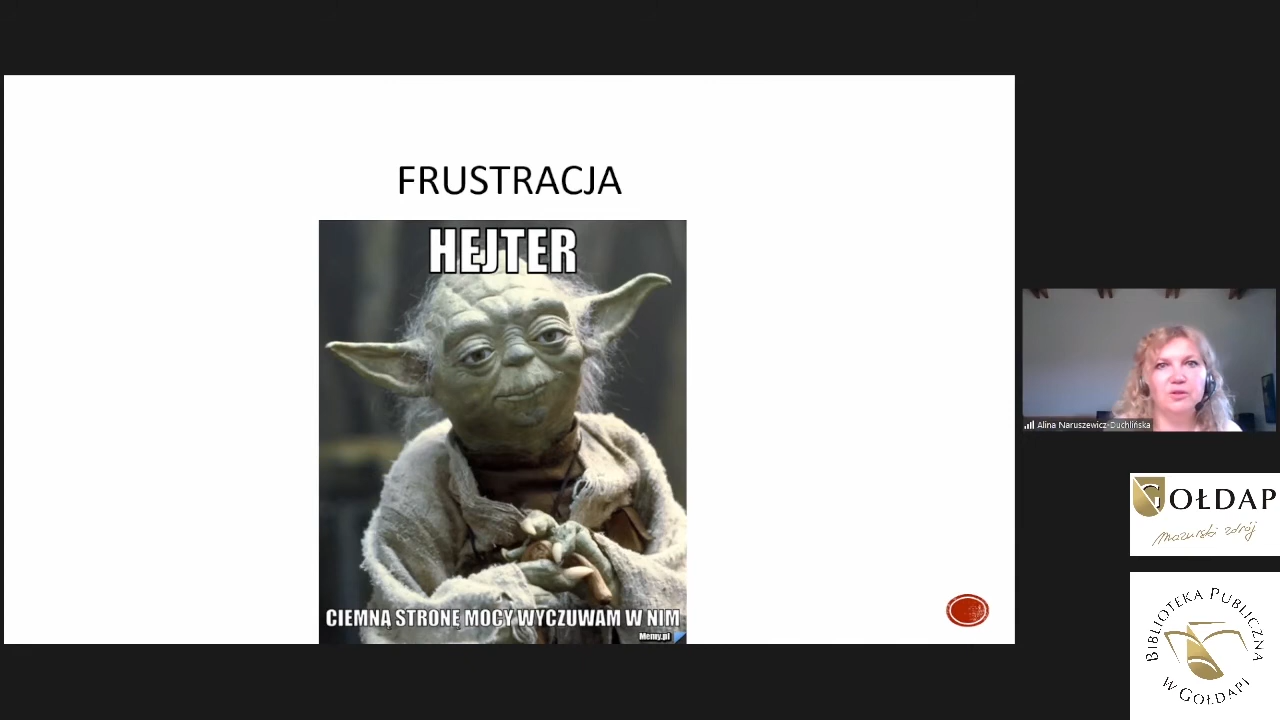 FRUSTRACJA
HEJTER
CIEMNĄ STRONĘ MOCY WYCZUWAM W NIM
Memy.pl
Alina Naruszewicz-Duchlińska
GOŁDAP
mazurski zdrój
BIBLIOTEKA PUBLICZNA
W GOŁDAPI